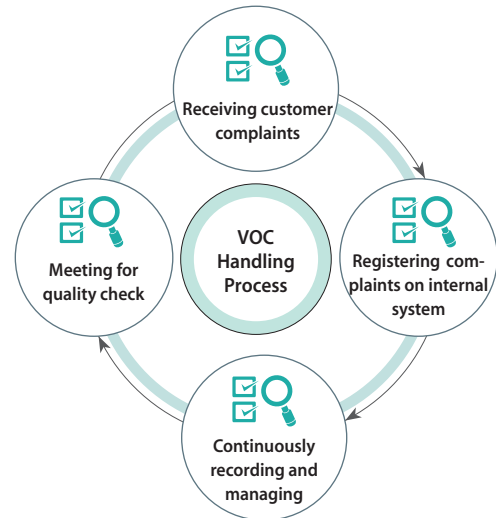 Receiving customer
complaints
Registering com-
plaints on internal
system
Continuously
recording and
managing
Meeting for
quality check
VOC
Handling
Process